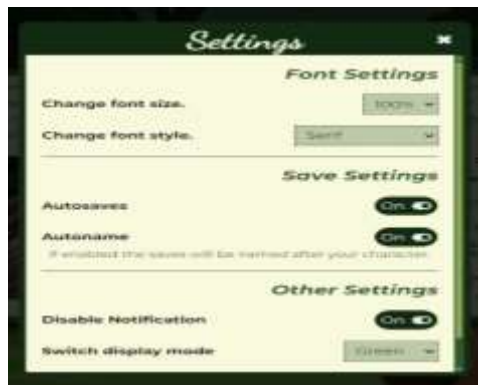 Settings
Font Settings
Change font size. 100%
Change font style. Serif
Save Settings
Autosaves On
Autoname On
If enabled the saves will be named after your character.
Other Settings
Disable Notification On
Switch display mode Green